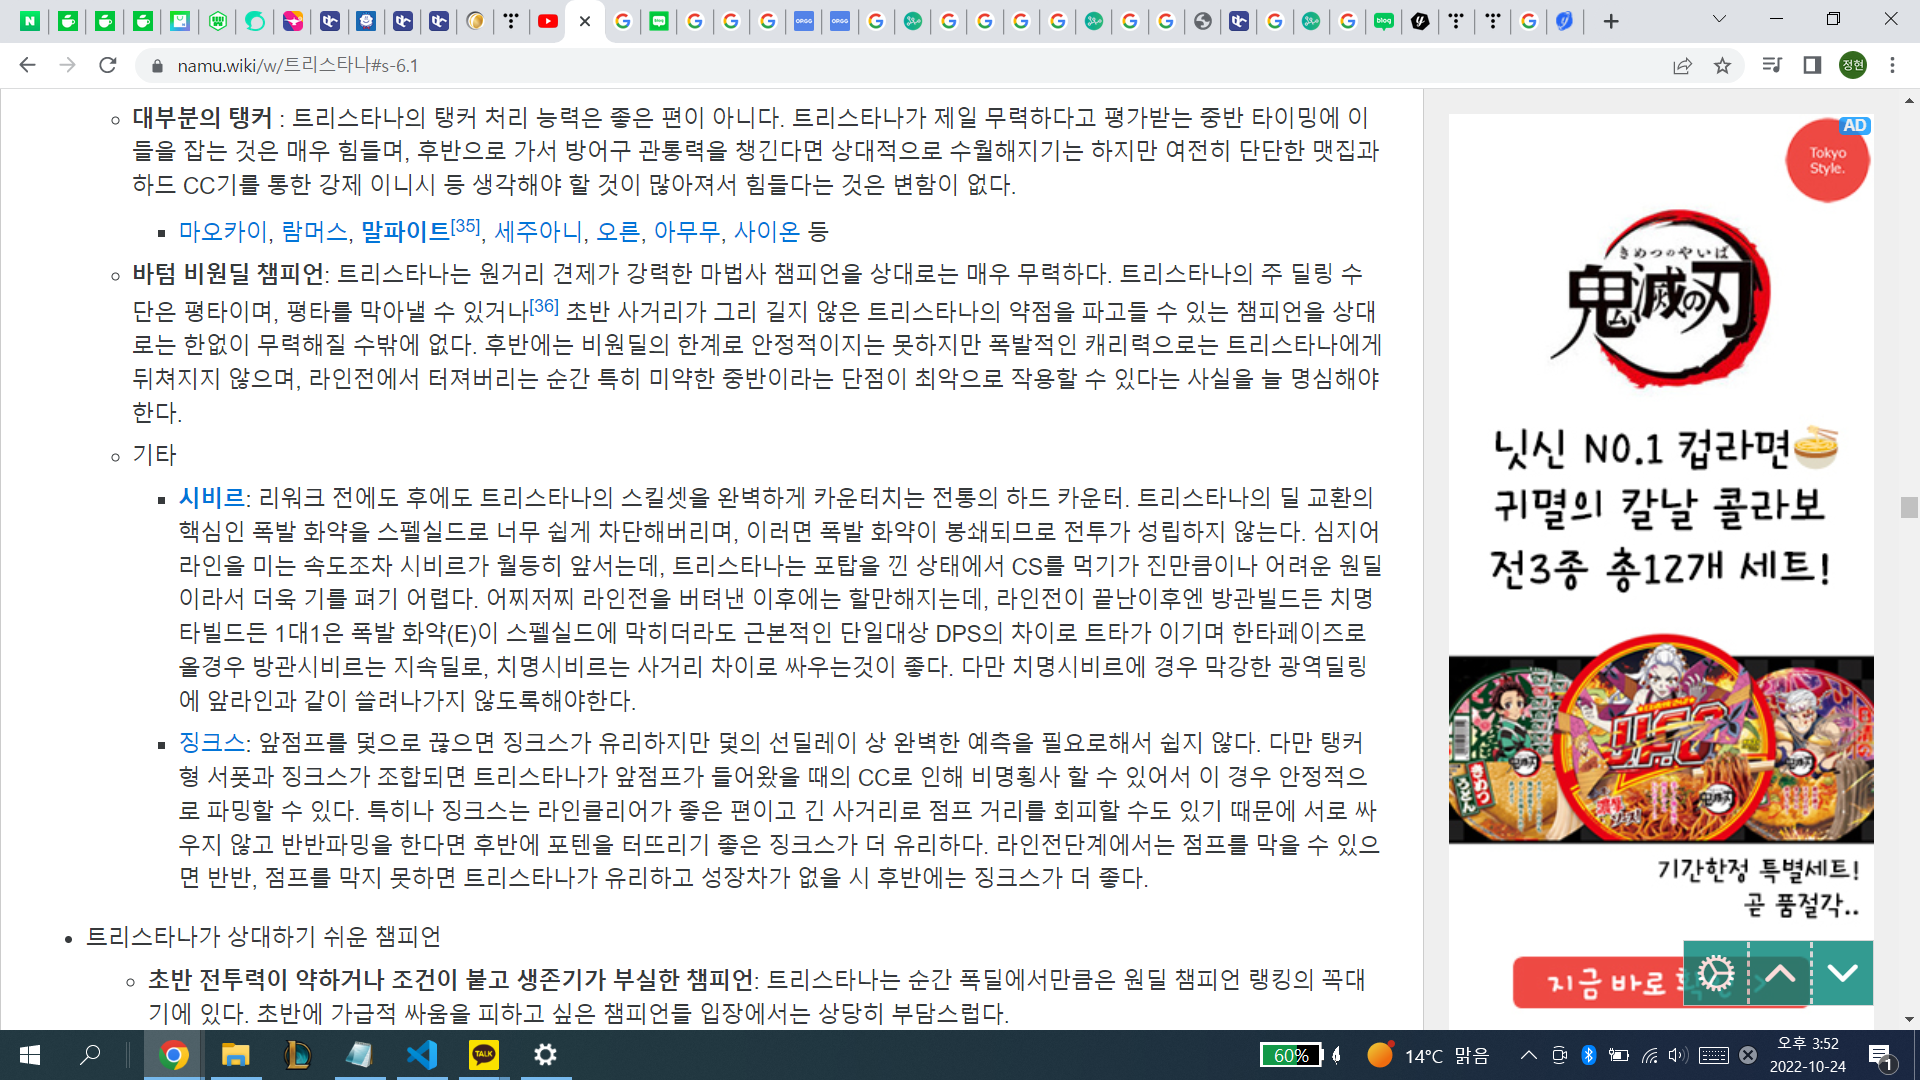 namu.wiki/w/트리스타나#s-6.1
정현
대부분의 탱커 : 트리스타나의 탱커 처리 능력은 좋은 편이 아니다. 트리스타나가 제일 무력하다고 평가받는 중반 타이밍에 이
들을 잡는 것은 매우 힘들며, 후반으로 가서 방어구 관통력을 챙긴다면 상대적으로 수월해지기는 하지만 여전히 단단한 맷집과
하드 CC기를 통한 강제 이니시 등 생각해야 할 것이 많아져서 힘들다는 것은 변함이 없다.
마오카이, 람머스, 말파이트[35], 세주아니, 오른, 아무무, 사이온 등
바텀 비원딜 챔피언: 트리스타나는 원거리 견제가 강력한 마법사 챔피언을 상대로는 매우 무력하다. 트리스타나의 주 딜링 수
단은 평타이며, 평타를 막아낼 수 있거나[36] 초반 사거리가 그리 길지 않은 트리스타나의 약점을 파고들 수 있는 챔피언을 상대
로는 한없이 무력해질 수밖에 없다. 후반에는 비원딜의 한계로 안정적이지는 못하지만 폭발적인 캐리력으로는 트리스타나에게
뒤쳐지지 않으며, 라인전에서 터져버리는 순간 특히 미약한 중반이라는 단점이 최악으로 작용할 수 있다는 사실을 늘 명심해야
한다.
기타
시비르: 리워크 전에도 후에도 트리스타나의 스킬셋을 완벽하게 카운터치는 전통의 하드 카운터. 트리스타나의 딜 교환의
핵심인 폭발 화약을 스펠실드로 너무 쉽게 차단해버리며, 이러면 폭발 화약이 봉쇄되므로 전투가 성립하지 않는다. 심지어
라인을 미는 속도조차 시비르가 월등히 앞서는데, 트리스타나는 포탑을 낀 상태에서 CS를 먹기가 진만큼이나 어려운 원딜
이라서 더욱 기를 펴기 어렵다. 어찌저찌 라인전을 버텨낸 이후에는 할만해지는데, 라인전이 끝난이후엔 방관빌드든 치명
타빌드든 1대1은 폭발 화약(E)이 스펠실드에 막히더라도 근본적인 단일대상 DPS의 차이로 트타가 이기며 한타페이즈로
올경우 방관시비르는 지속딜로, 치명시비르는 사거리 차이로 싸우는것이 좋다. 다만 치명시비르에 경우 막강한 광역딜링
에 앞라인과 같이 쓸려나가지 않도록해야한다.
징크스: 앞점프를 덫으로 끊으면 징크스가 유리하지만 덫의 선딜레이 상 완벽한 예측을 필요로해서 쉽지 않다. 다만 탱커
형 서폿과 징크스가 조합되면 트리스타나가 앞점프가 들어왔을 때의 CC로 인해 비명횡사 할 수 있어서 이 경우 안정적으
로 파밍할 수 있다. 특히나 징크스는 라인클리어가 좋은 편이고 긴 사거리로 점프 거리를 회피할 수도 있기 때문에 서로 싸
우지 않고 반반파밍을 한다면 후반에 포텐을 터뜨리기 좋은 징크스가 더 유리하다. 라인전단계에서는 점프를 막을 수 있으
면 반반, 점프를 막지 못하면 트리스타나가 유리하고 성장차가 없을 시 후반에는 징크스가 더 좋다.
트리스타나가 상대하기 쉬운 챔피언
초반 전투력이 약하거나 조건이 붙고 생존기가 부실한 챔피언: 트리스타나는 순간 폭딜에서만큼은 원딜 챔피언 랭킹의 꼭대
기에 있다. 초반에 가급적 싸움을 피하고 싶은 챔피언들 입장에서는 상당히 부담스럽다.
AD
Tokyo
Style.
きめつのやいば
鬼滅の刃
닛신 NO.1 컵라면
귀멸의 칼날 콜라보
전3종 총12개 세트!
UFO
기간한정 특별세트!
곧 품절각..
지금 바로
60%
14°C 맑음
오후 3:52
2022-10-24
1
TALK